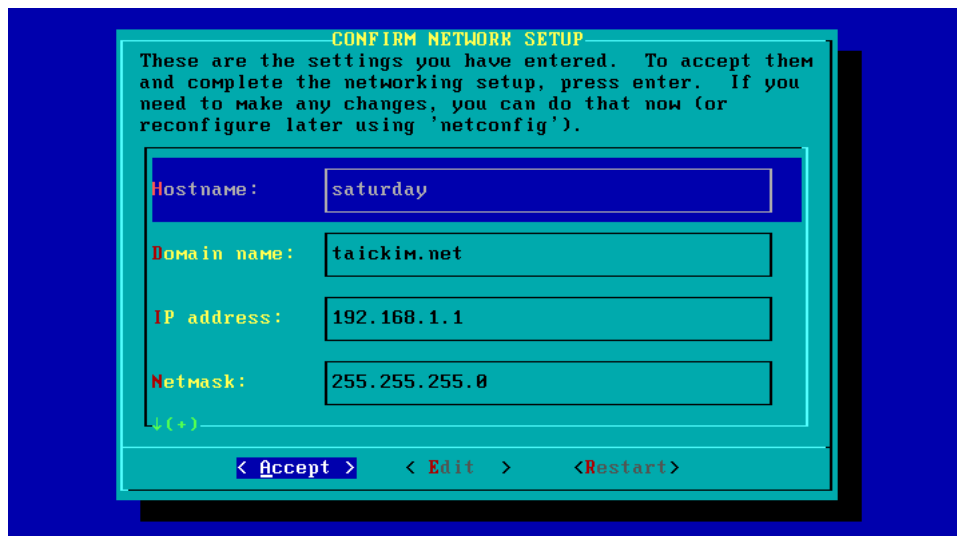 CONFIRM NETWORK SETUP
These are the settings you have entered.  To accept them
and complete the networking setup, press enter.  If you
need to make any changes, you can do that now (or
reconfigure later using 'netconfig').
Hostname: saturday
Domain name: taickim.net
IP address: 192.168.1.1
Netmask: 255.255.255.0
↓(+)
< Accept > < Edit > <Restart>